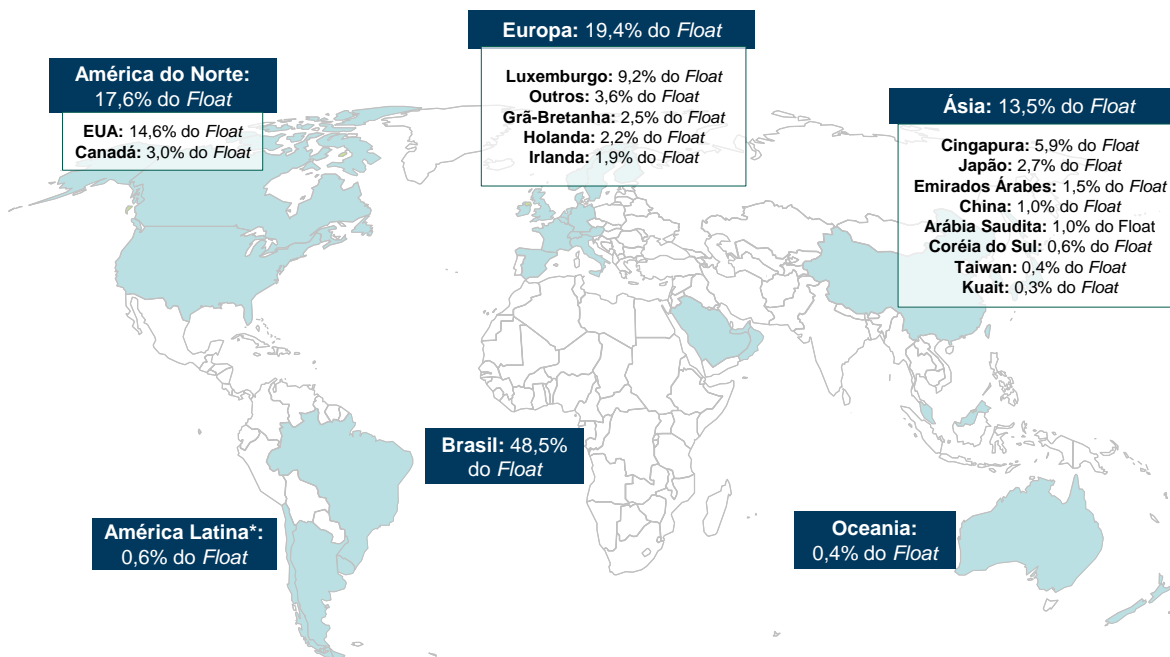 Europa: 19,4% do Float
Luxemburgo: 9,2% do Float
Outros: 3,6% do Float
Grã-Bretanha: 2,5% do Float
Holanda: 2,2% do Float
Irlanda: 1,9% do Float
América do Norte:
17,6% do Float
EUA: 14,6% do Float
Canadá: 3,0% do Float
Ásia: 13,5% do Float
Cingapura: 5,9% do Float
Japão: 2,7% do Float
Emirados Árabes: 1,5% do Float
China: 1,0% do Float
Arábia Saudita: 1,0% do Float
Coréia do Sul: 0,6% do Float
Taiwan: 0,4% do Float
Kuait: 0,3% do Float
Brasil: 48,5%
do Float
América Latina*:
0,6% do Float
Oceania:
0,4% do Float